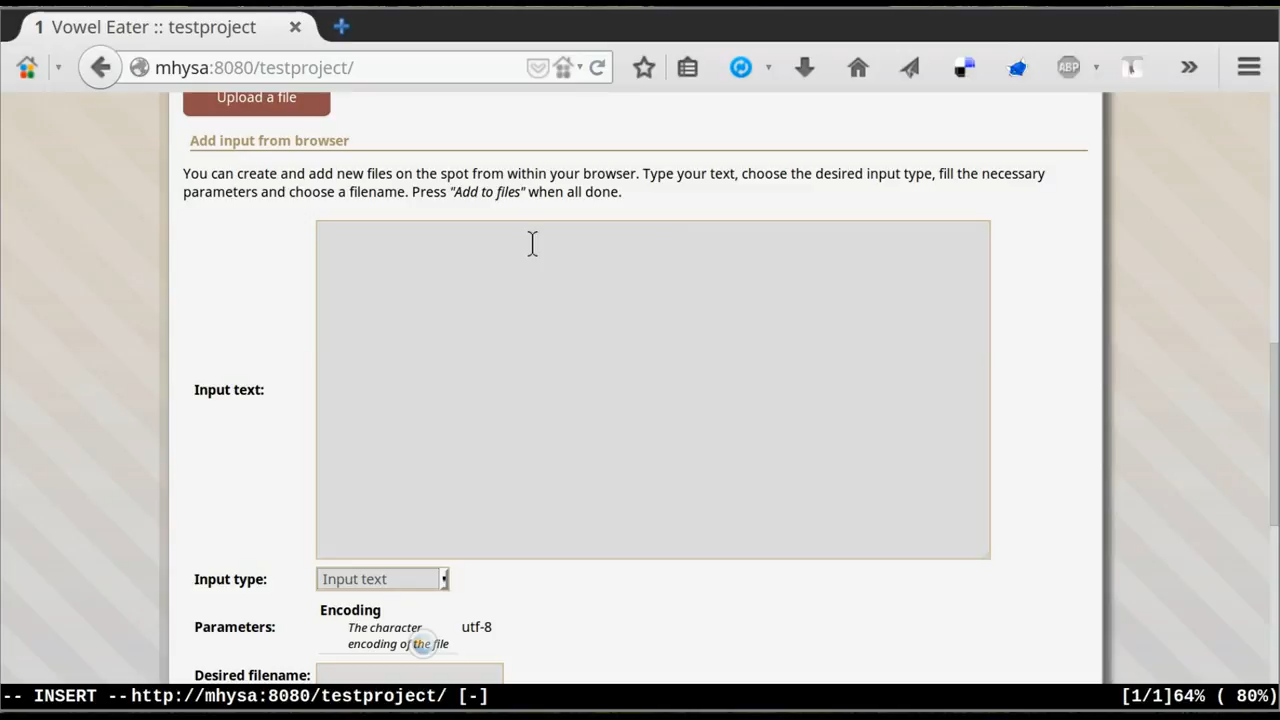 1 Vowel Eater :: testproject
mhysa:8080/testproject/
ABP
Upload a file
Add input from browser
You can create and add new files on the spot from within your browser. Type your text, choose the desired input type, fill the necessary
parameters and choose a filename. Press "Add to files" when all done.
Input text:
Input type: Input text
Encoding
Parameters: The character utf-8
encoding of the file
Desired filename:
-- INSERT --http://mhysa:8080/testproject/ [-] [1/1]64% ( 80%)